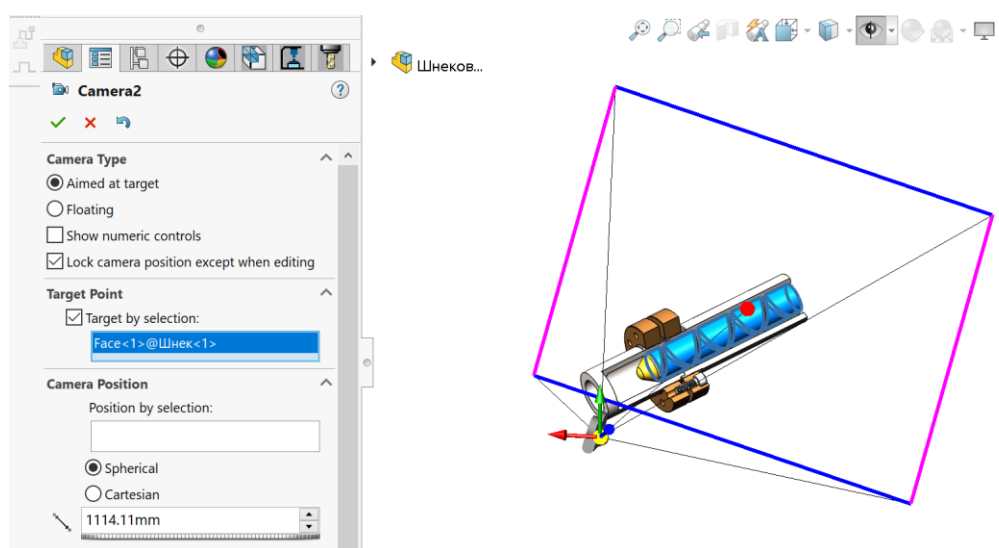 Шнеков...
Camera2
?
Camera Type
Aimed at target
Floating
Show numeric controls
Lock camera position except when editing
Target Point
Target by selection:
Face<1>@Шнек<1>
Camera Position
Position by selection:
Spherical
Cartesian
1114.11mm